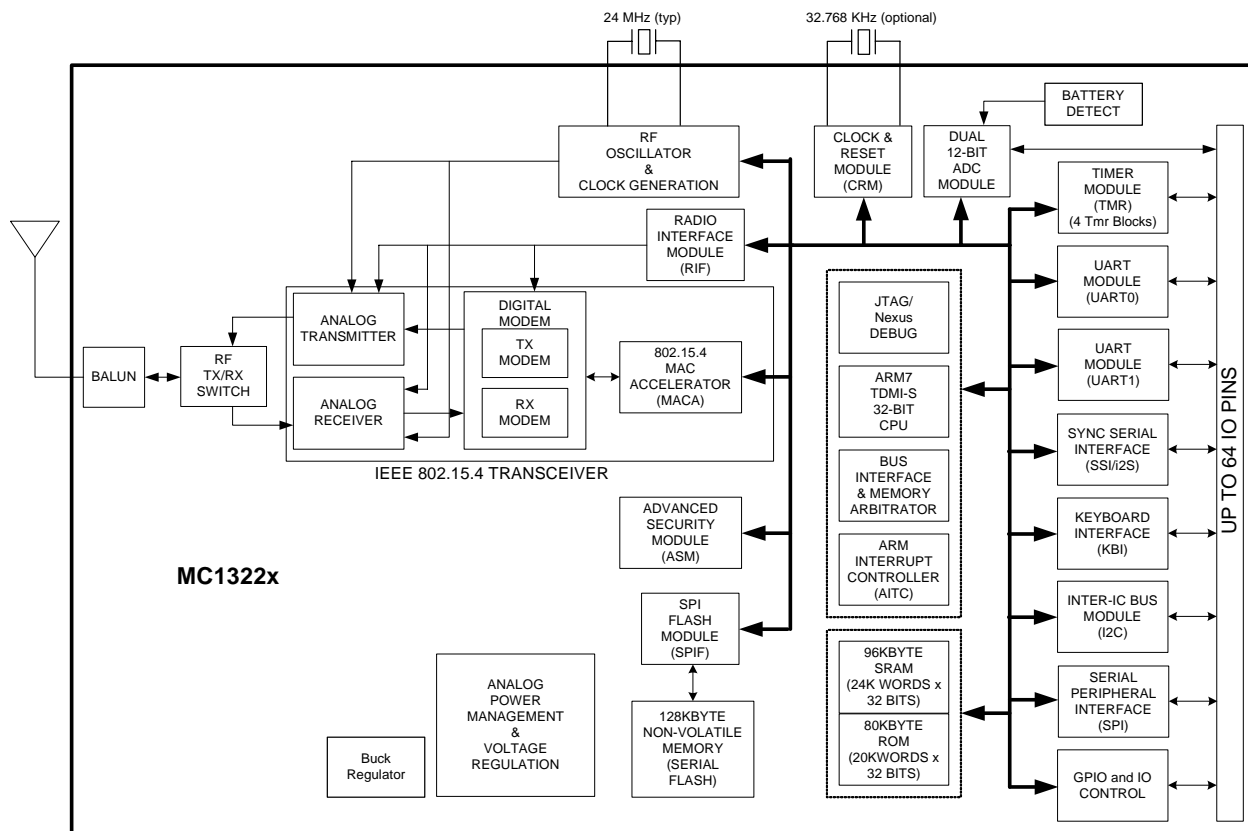 24 MHz (typ)
32.768 KHz (optional)
BATTERY
DETECT
RF
OSCILLATOR
&
CLOCK GENERATION
CLOCK &
RESET
MODULE
(CRM)
DUAL
12-BIT
ADC
MODULE
TIMER
MODULE
(TMR)
(4 Tmr Blocks)
RADIO
INTERFACE
MODULE
(RIF)
UART
MODULE
(UART0)
JTAG/
Nexus
DEBUG
ANALOG
TRANSMITTER
DIGITAL
MODEM
TX
MODEM
RX
MODEM
802.15.4
MAC
ACCELERATOR
(MACA)
BALUN
RF
TX/RX
SWITCH
ANALOG
RECEIVER
IEEE 802.15.4 TRANSCEIVER
UART
MODULE
(UART1)
ARM7
TDMI-S
32-BIT
CPU
SYNC SERIAL
INTERFACE
(SSI/i2S)
BUS
INTERFACE
& MEMORY
ARBITRATOR
UP TO 64 IO PINS
ADVANCED
SECURITY
MODULE
(ASM)
KEYBOARD
INTERFACE
(KBI)
ARM
INTERRUPT
CONTROLLER
(AITC)
MC1322x
SPI
FLASH
MODULE
(SPIF)
INTER-IC BUS
MODULE
(I2C)
96KBYTE
SRAM
(24K WORDS x
32 BITS)
SERIAL
PERIPHERAL
INTERFACE
(SPI)
ANALOG
POWER
MANAGEMENT
&
VOLTAGE
REGULATION
128KBYTE
NON-VOLATILE
MEMORY
(SERIAL
FLASH)
80KBYTE
ROM
(20KWORDS x
32 BITS)
Buck
Regulator
GPIO and IO
CONTROL